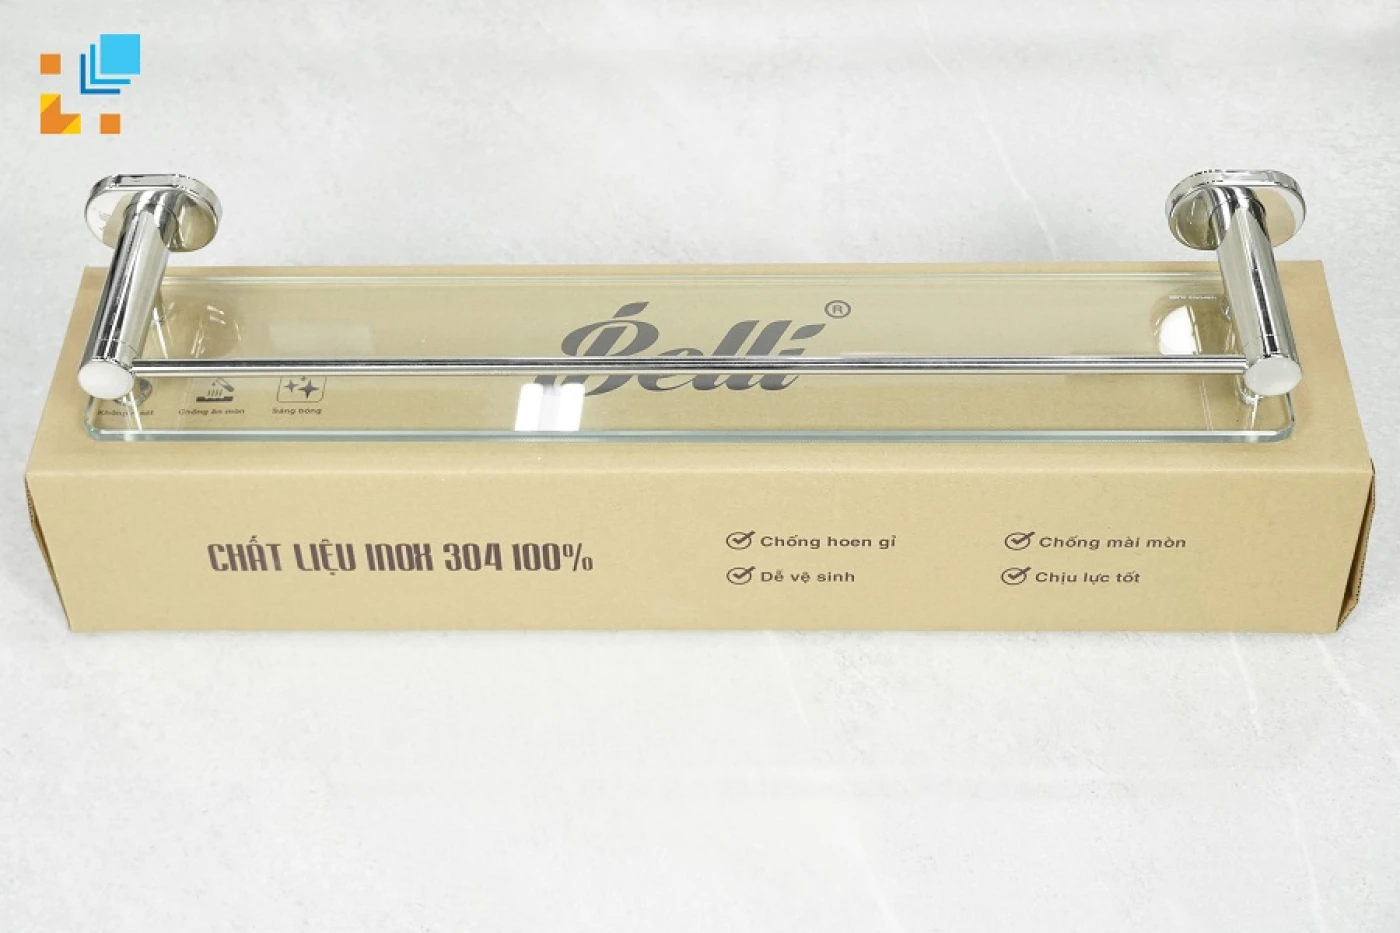 Belli ®
Chống ăn mòn
Sáng bóng
CHẤT LIỆU INOX 304 100%
Chống hoen gỉ
Chống mài mòn
Dễ vệ sinh
Chịu lực tốt